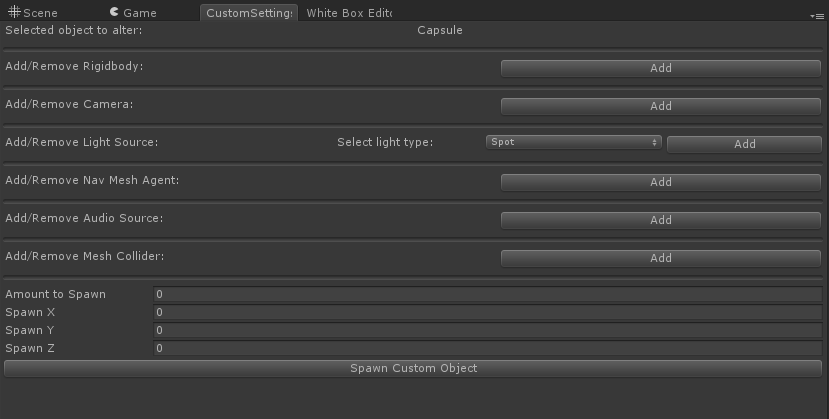 Scene Game CustomSettings White Box Edito
Selected object to alter: Capsule
Add/Remove Rigidbody: Add
Add/Remove Camera: Add
Add/Remove Light Source: Select light type: Spot Add
Add/Remove Nav Mesh Agent: Add
Add/Remove Audio Source: Add
Add/Remove Mesh Collider: Add
Amount to Spawn 0
Spawn X 0
Spawn Y 0
Spawn Z 0
Spawn Custom Object